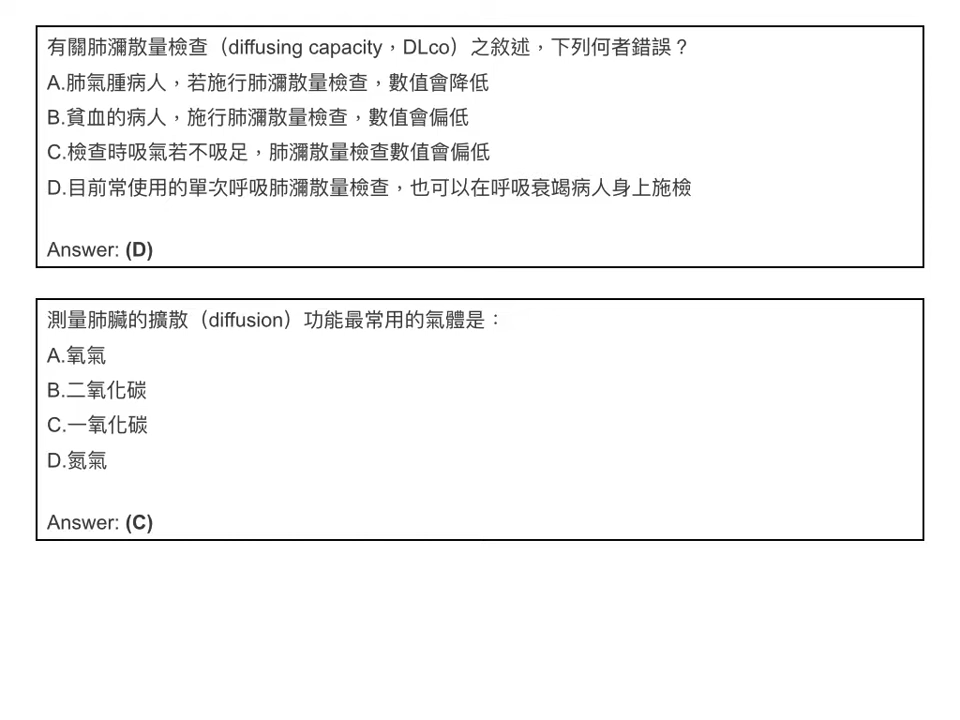 有關肺瀰散量檢查（diffusing capacity，DLco）之敘述，下列何者錯誤？
A.肺氣腫病人，若施行肺瀰散量檢查，數值會降低
B.貧血的病人，施行肺瀰散量檢查，數值會偏低
C.檢查時吸氣若不吸足，肺瀰散量檢查數值會偏低
D.目前常使用的單次呼吸肺瀰散量檢查，也可以在呼吸衰竭病人身上施檢
Answer: (D)
測量肺臟的擴散（diffusion）功能最常用的氣體是：
A.氧氣
B.二氧化碳
C.一氧化碳
D.氮氣
Answer: (C)